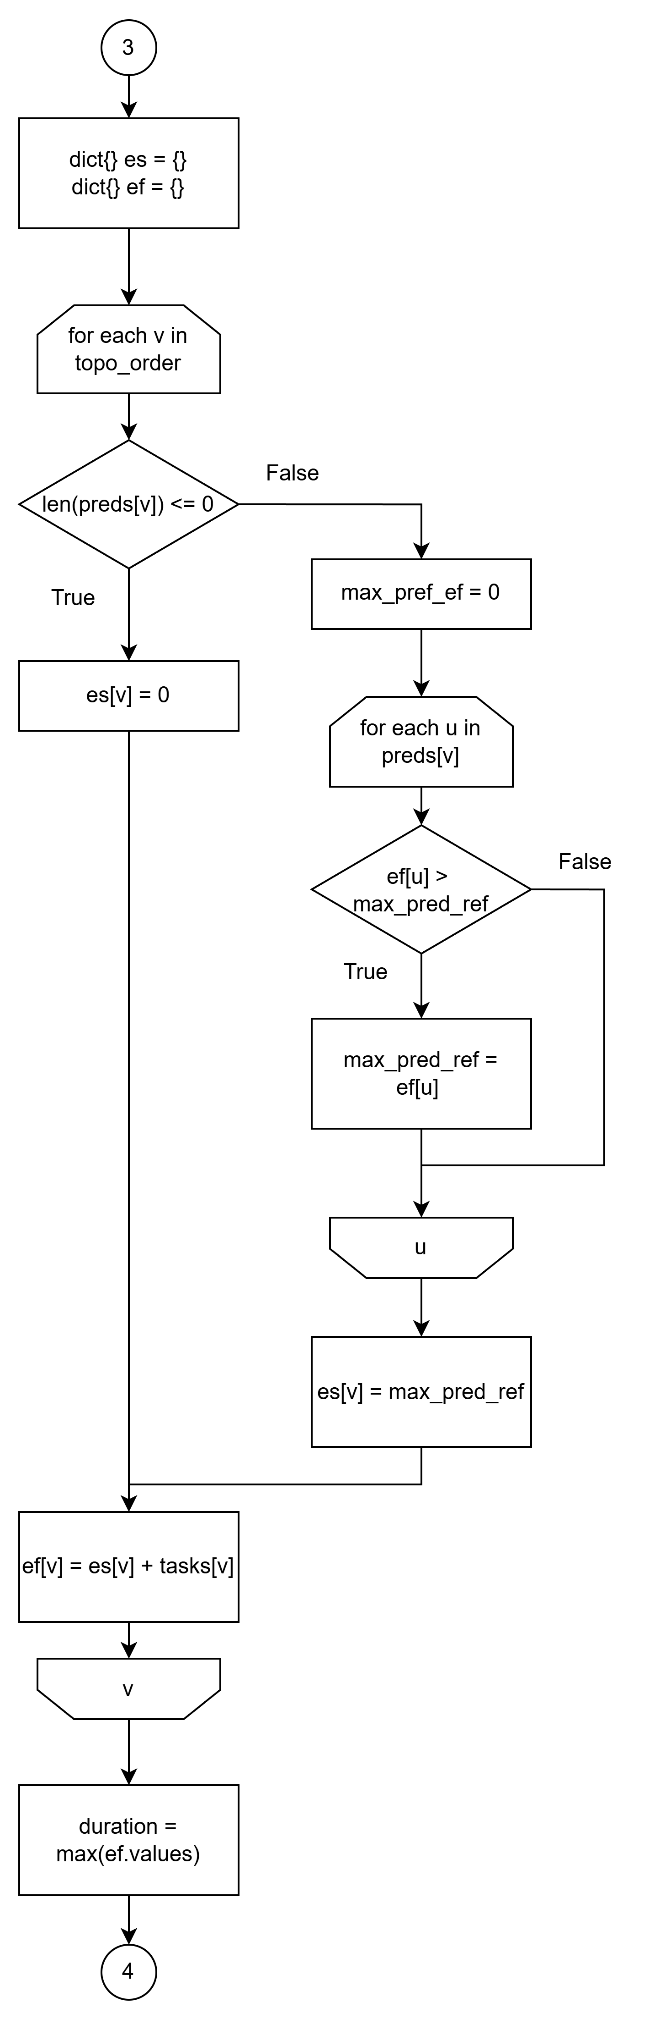 3
dict{} es = {}
dict{} ef = {}
for each v in
topo_order
len(preds[v]) <= 0
False
True
max_pref_ef = 0
es[v] = 0
for each u in
preds[v]
ef[u] >
max_pred_ref
False
True
max_pred_ref =
ef[u]
u
es[v] = max_pred_ref
ef[v] = es[v] + tasks[v]
v
duration =
max(ef.values)
4